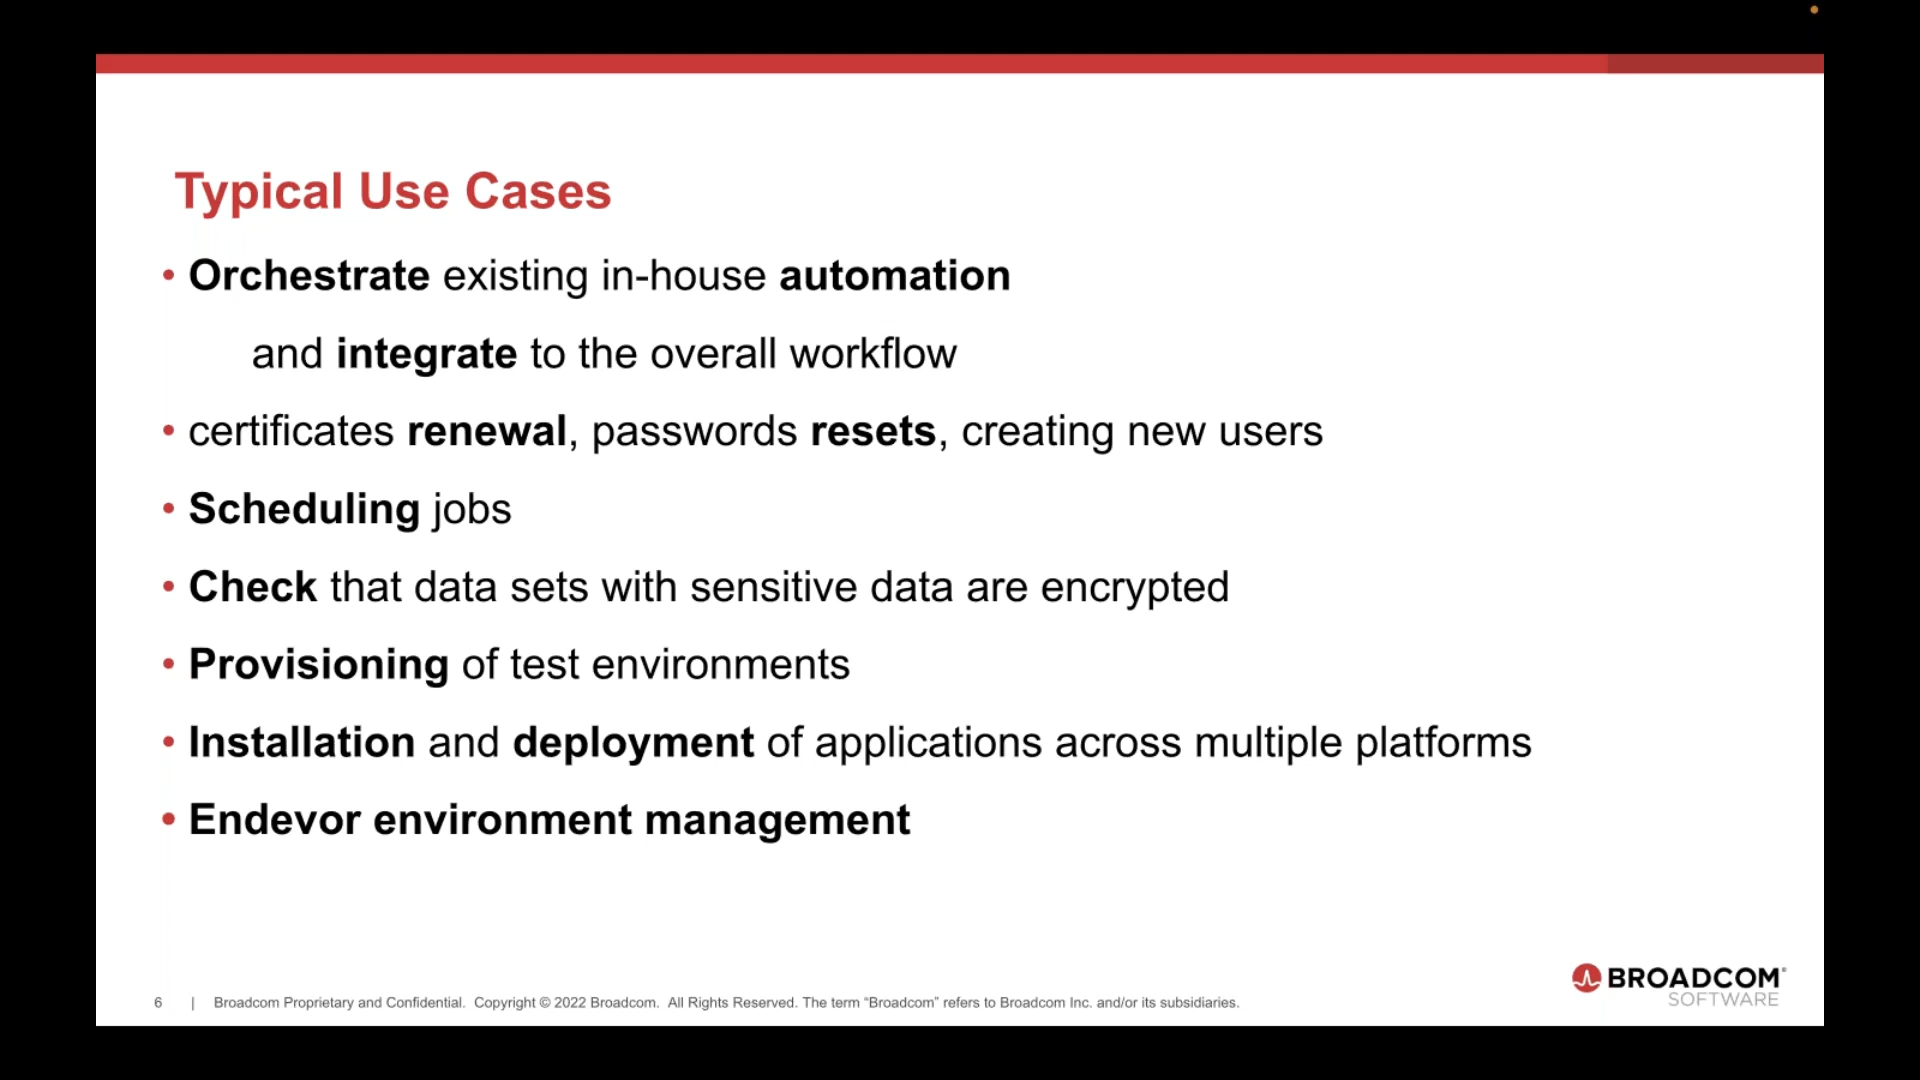 Typical Use Cases
• Orchestrate existing in-house automation
and integrate to the overall workflow
• certificates renewal, passwords resets, creating new users
• Scheduling jobs
• Check that data sets with sensitive data are encrypted
• Provisioning of test environments
• Installation and deployment of applications across multiple platforms
• Endevor environment management
BROADCOM®
SOFTWARE
6 | Broadcom Proprietary and Confidential. Copyright © 2022 Broadcom. All Rights Reserved. The term “Broadcom” refers to Broadcom Inc. and/or its subsidiaries.